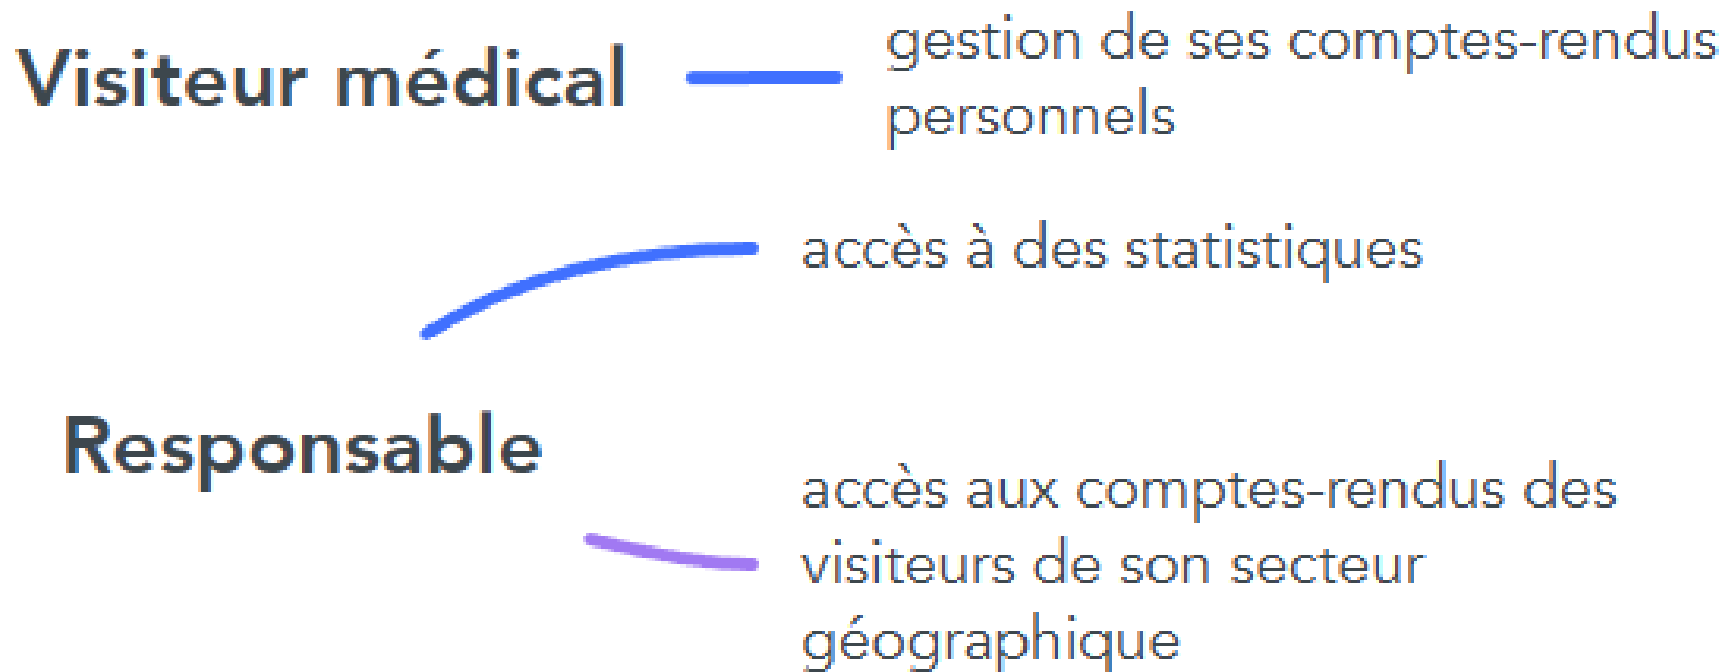 Visiteur médical
gestion de ses comptes-rendus
personnels
accès à des statistiques
Responsable
accès aux comptes-rendus des
visiteurs de son secteur
géographique